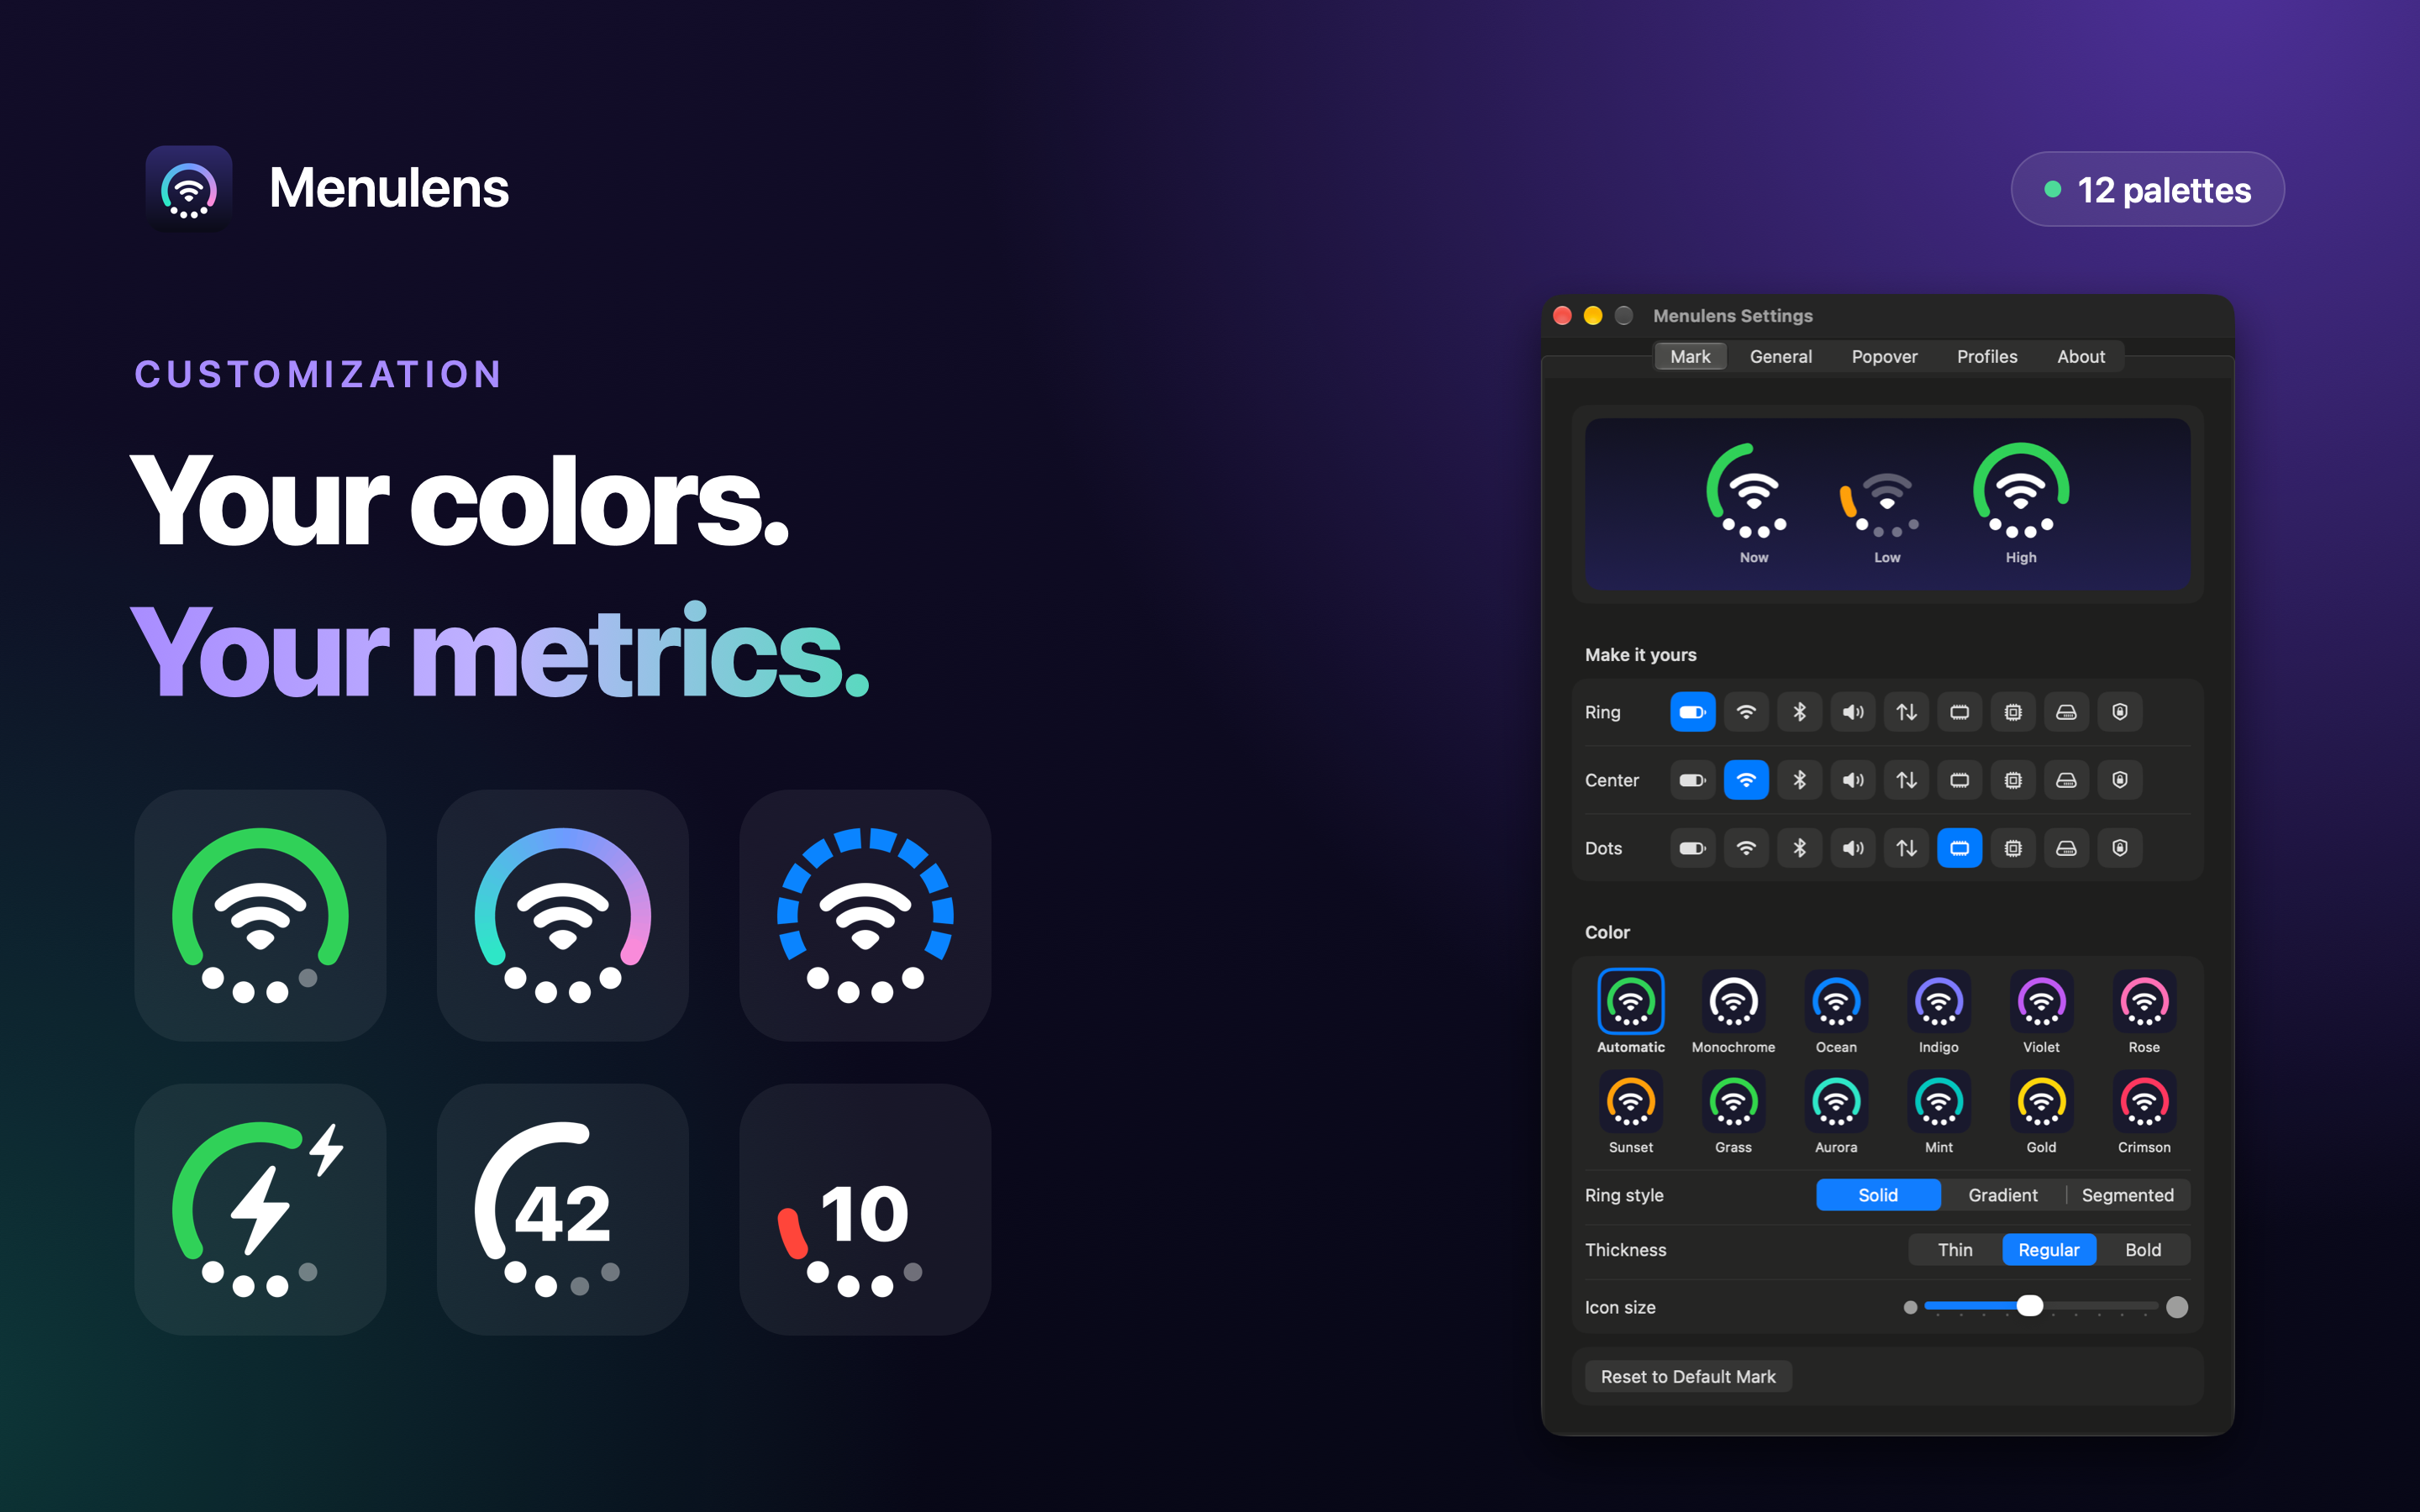 Menulens
12 palettes
CUSTOMIZATION
Your colors.
Your metrics.
42
10
Menulens Settings
Mark General Popover Profiles About
Now Low High
Make it yours
Ring
Center
Dots
Color
Automatic Monochrome Ocean Indigo Violet Rose
Sunset Grass Aurora Mint Gold Crimson
Ring style Solid Gradient Segmented
Thickness Thin Regular Bold
Icon size
Reset to Default Mark